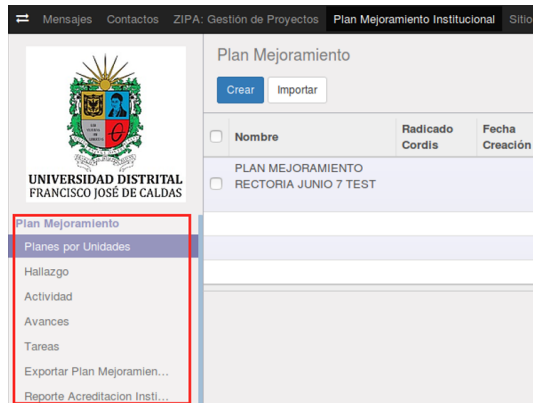 Mensajes Contactos ZIPA: Gestión de Proyectos Plan Mejoramiento Institucional Sitio
Plan Mejoramiento
Crear Importar
Nombre Radicado Cordis Fecha Creación
PLAN MEJORAMIENTO
RECTORIA JUNIO 7 TEST
UNIVERSIDAD DISTRITAL
FRANCISCO JOSÉ DE CALDAS
Plan Mejoramiento
Planes por Unidades
Hallazgo
Actividad
Avances
Tareas
Exportar Plan Mejoramien...
Reporte Acreditacion Insti...